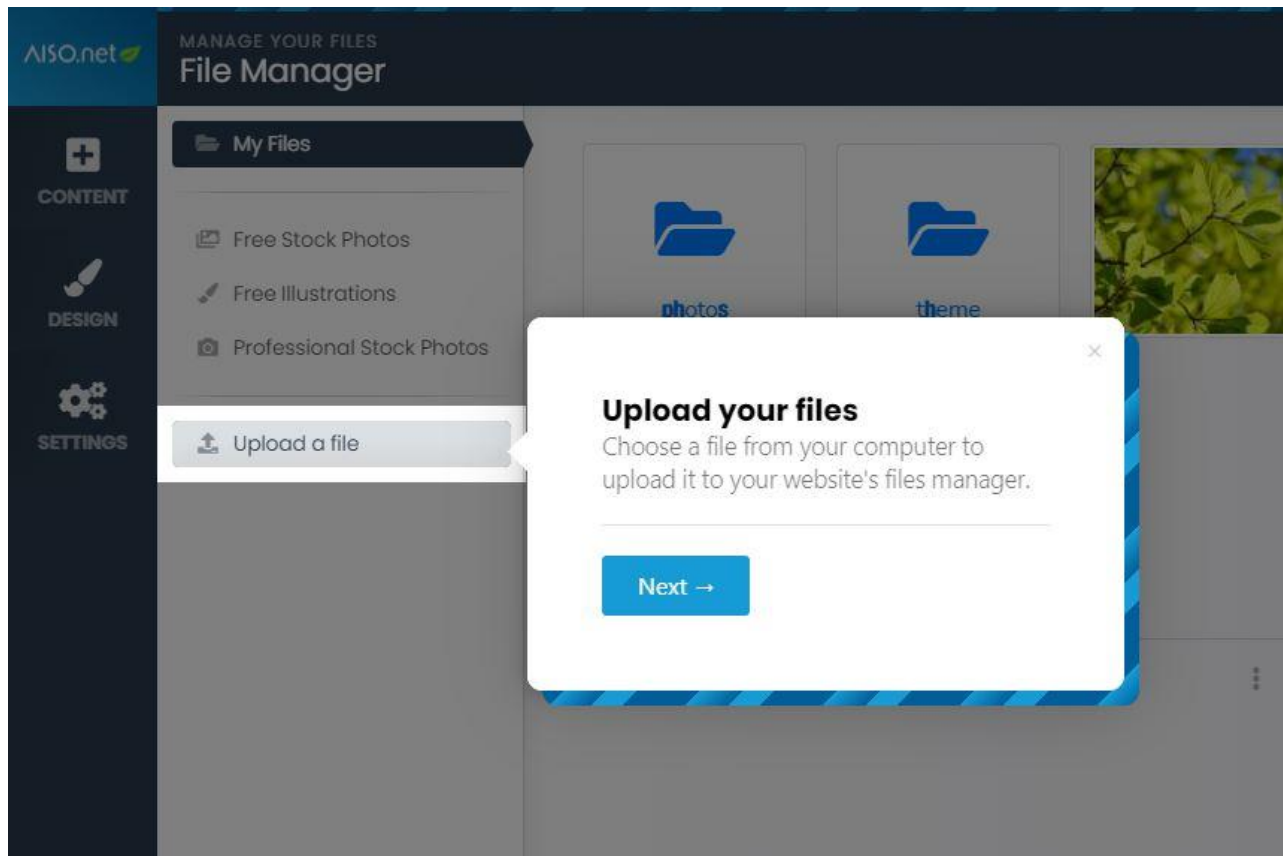 AISO.net
MANAGE YOUR FILES
File Manager
CONTENT
DESIGN
SETTINGS
My Files
Free Stock Photos
Free Illustrations
Professional Stock Photos
Upload a file
photos
theme
×
Upload your files
Choose a file from your computer to
upload it to your website's files manager.
Next →